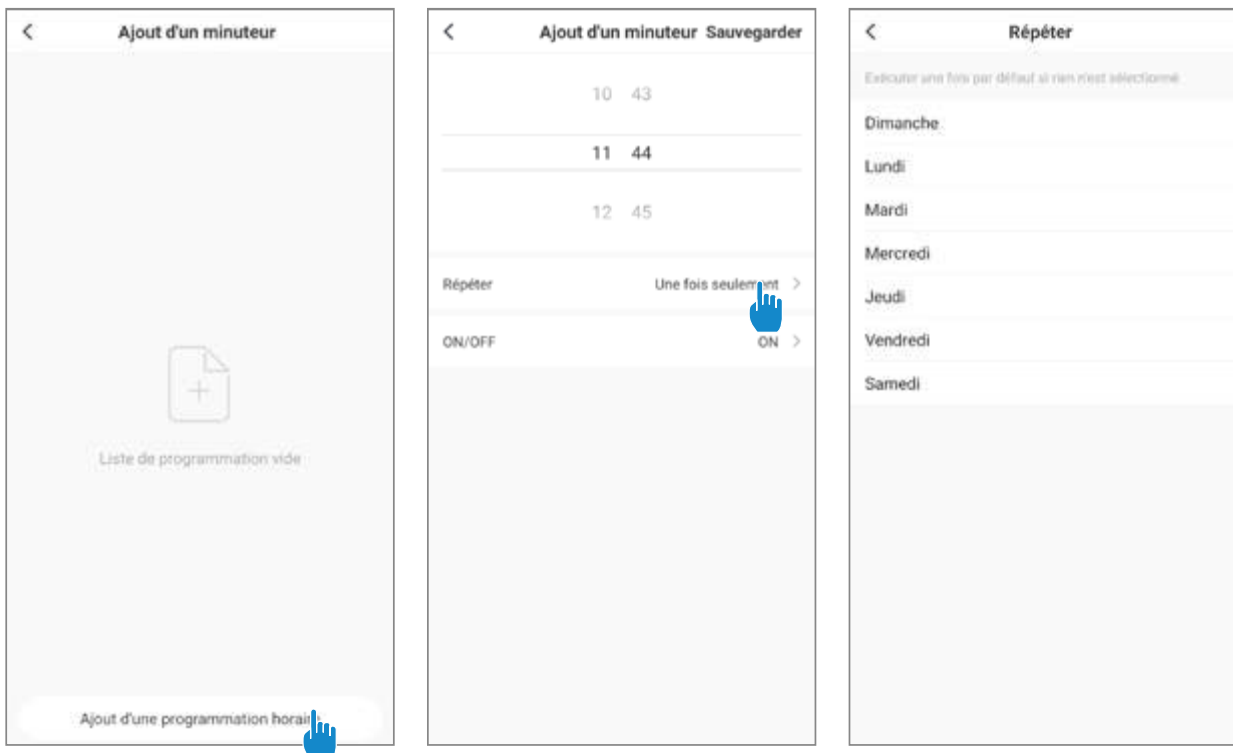 Ajout d'un minuteur
Liste de programmation vide
Ajout d'une programmation horaire
Ajout d'un minuteur Sauvegarder
10 43
11 44
12 45
Répéter Une fois seulement
ON/OFF ON
Répéter
Exécuter une fois par défaut si rien n'est sélectionné
Dimanche
Lundi
Mardi
Mercredi
Jeudi
Vendredi
Samedi